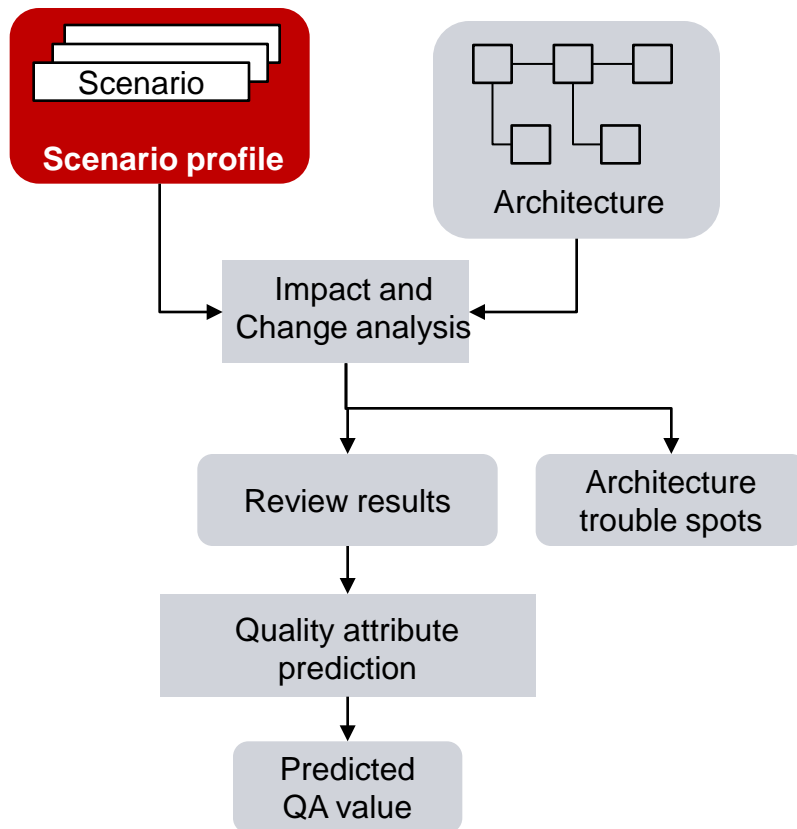 Scenario
Scenario profile
Architecture
Impact and
Change analysis
Review results
Architecture
trouble spots
Quality attribute
prediction
Predicted
QA value